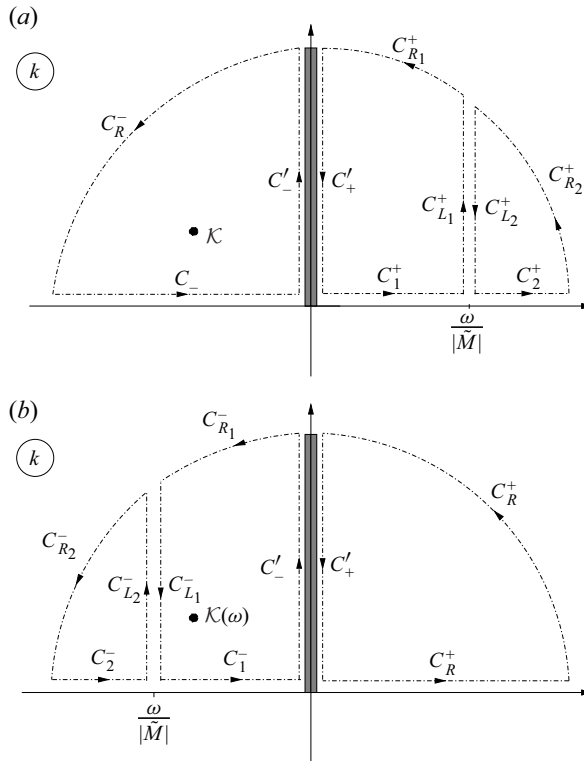 (a)
k
C_{R_1}^+
C_R^-
C_{R_2}^+
C'_-
C'_+
C_{L_1}^+
C_{L_2}^+
𝒦
C_-
C_1^+
C_2^+
ω
|M̃|
(b)
k
C_{R_1}^-
C_R^+
C_{R_2}^-
C_{L_2}^-
C_{L_1}^-
C'_-
C'_+
𝒦(ω)
C_2^-
C_1^-
C_R^+
ω
|M̃|